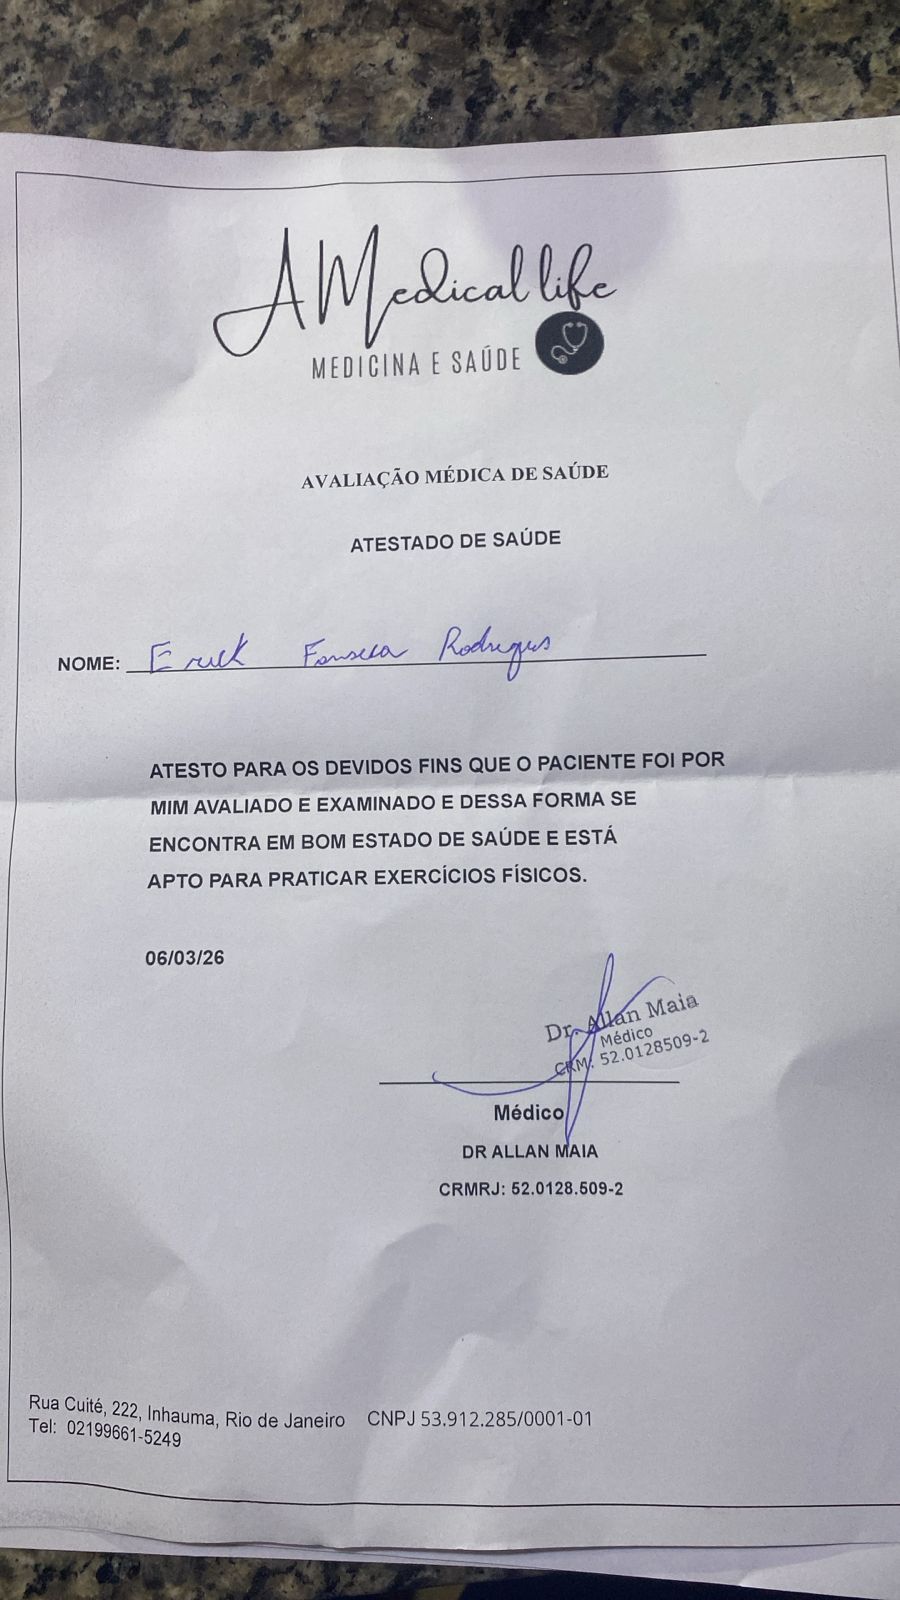 AMedical life
MEDICINA E SAÚDE
AVALIAÇÃO MÉDICA DE SAÚDE
ATESTADO DE SAÚDE
NOME: Erick Fonseca Rodrigues
ATESTO PARA OS DEVIDOS FINS QUE O PACIENTE FOI POR
MIM AVALIADO E EXAMINADO E DESSA FORMA SE
ENCONTRA EM BOM ESTADO DE SAÚDE E ESTÁ
APTO PARA PRATICAR EXERCÍCIOS FÍSICOS.
06/03/26
Dr. Allan Maia
Médico
CRM: 52.0128509-2
Médico
DR ALLAN MAIA
CRMRJ: 52.0128.509-2
Rua Cuité, 222, Inhauma, Rio de Janeiro CNPJ 53.912.285/0001-01
Tel: 02199661-5249